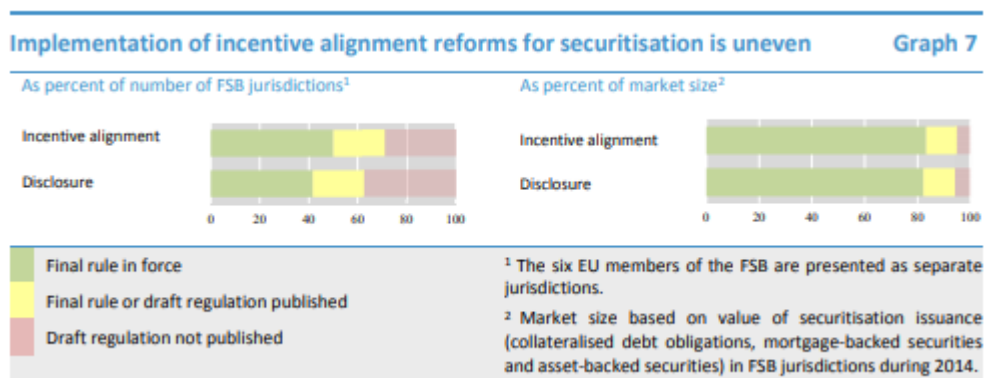 Implementation of incentive alignment reforms for securitisation is uneven Graph 7
As percent of number of FSB jurisdictions¹
Incentive alignment
Disclosure
0 20 40 60 80 100
As percent of market size²
Incentive alignment
Disclosure
0 20 40 60 80 100
Final rule in force
Final rule or draft regulation published
Draft regulation not published
¹ The six EU members of the FSB are presented as separate
jurisdictions.
² Market size based on value of securitisation issuance
(collateralised debt obligations, mortgage-backed securities
and asset-backed securities) in FSB jurisdictions during 2014.